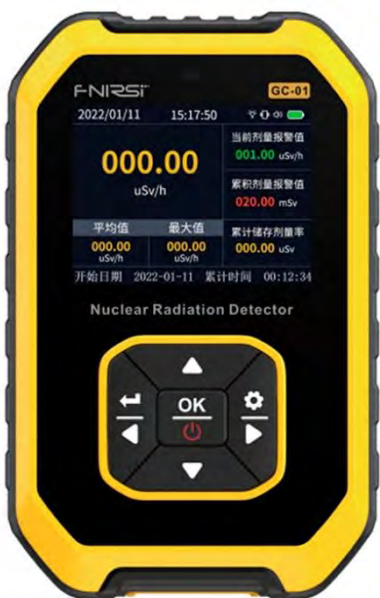 FNIRSI
GC-01
2022/01/11 15:17:50
000.00
uSv/h
当前剂量报警值
001.00 uSv/h
累积剂量报警值
020.00 mSv
平均值 最大值
000.00 000.00
uSv/h uSv/h
累计储存剂量率
000.00 uSv
开始日期 2022-01-11 累计时间 00:12:34
Nuclear Radiation Detector
OK